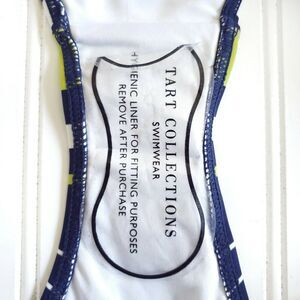 TART COLLECTIONS
SWIMWEAR
HYGIENIC LINER FOR FITTING PURPOSES
REMOVE AFTER PURCHASE